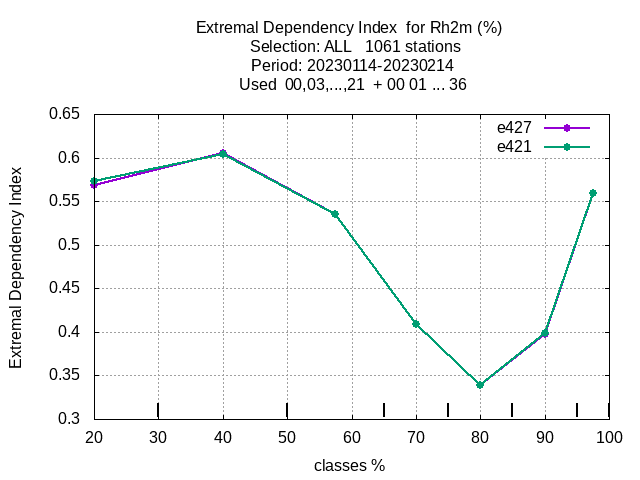 Extremal Dependency Index  for Rh2m (%)
Selection: ALL   1061 stations
Period: 20230114-20230214
Used  00,03,...,21  + 00 01 ... 36
e427
e421
0.65
0.6
0.55
0.5
0.45
0.4
0.35
0.3
Extremal Dependency Index
20 30 40 50 60 70 80 90 100
classes %